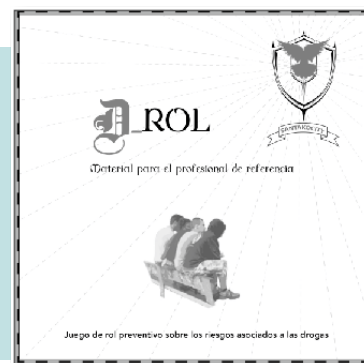 D_ROL
Material para el profesional de referencia
Juego de rol preventivo sobre los riesgos asociados a las drogas